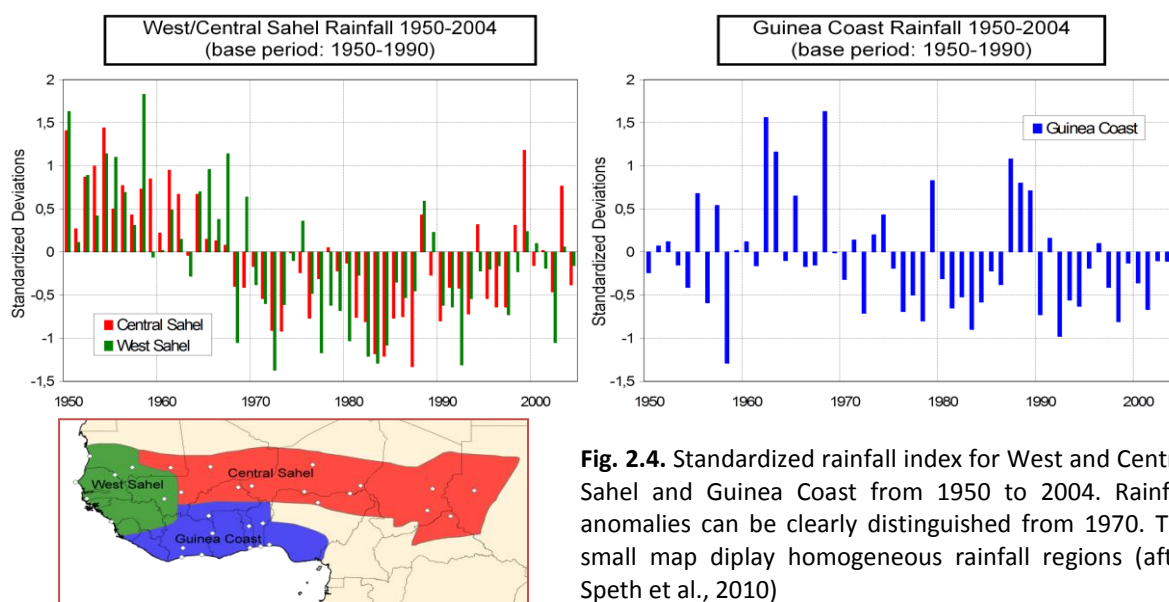 West/Central Sahel Rainfall 1950-2004
(base period: 1950-1990)
Standardized Deviations
2
1,5
1
0,5
0
-0,5
-1
-1,5
Central Sahel
West Sahel
1950
1960
1970
1980
1990
2000
Guinea Coast Rainfall 1950-2004
(base period: 1950-1990)
Standardized Deviations
2
1,5
1
0,5
0
-0,5
-1
-1,5
Guinea Coast
1950
1960
1970
1980
1990
2000
West Sahel
Central Sahel
Guinea Coast
Fig. 2.4. Standardized rainfall index for West and Centr
Sahel and Guinea Coast from 1950 to 2004. Rainf
anomalies can be clearly distinguished from 1970. T
small map diplay homogeneous rainfall regions (aft
Speth et al., 2010)